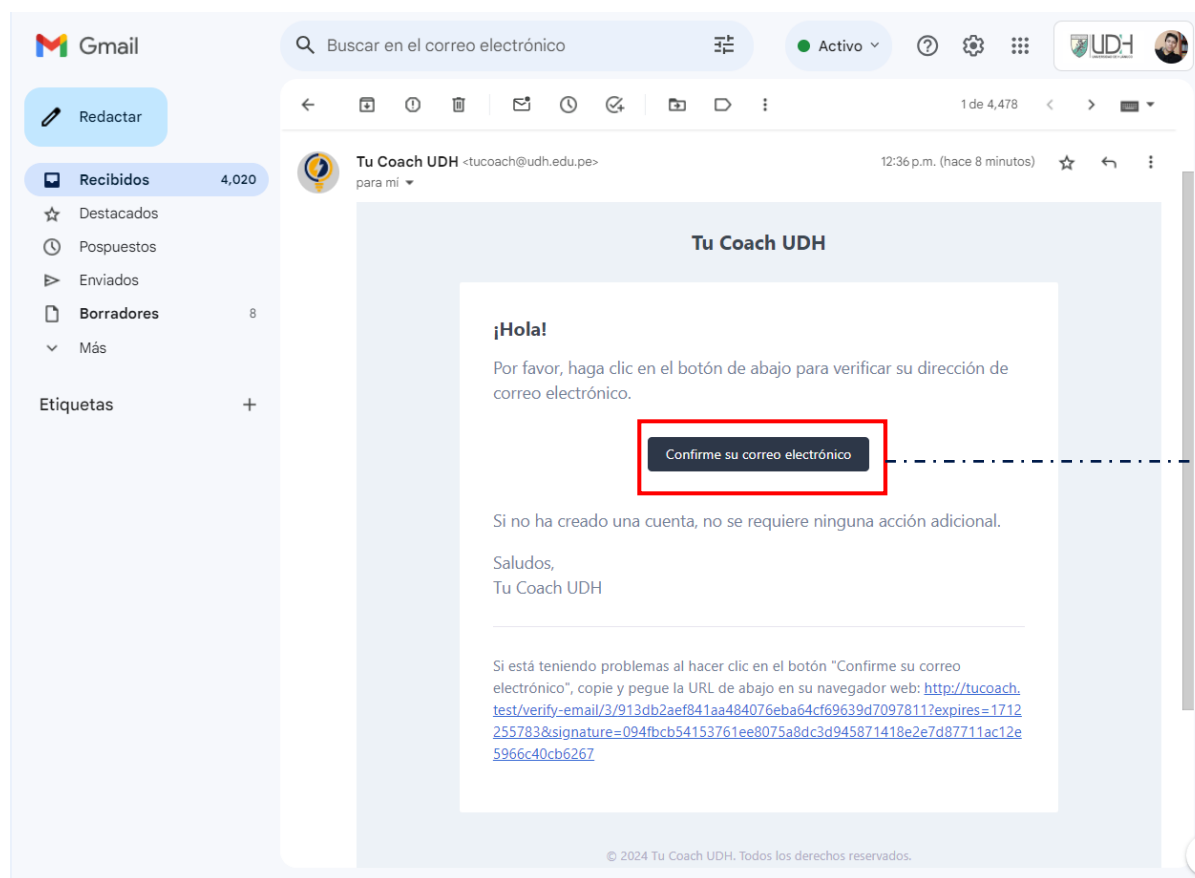 Gmail
Buscar en el correo electrónico
Activo
UDH
Redactar
1 de 4,478
Recibidos 4,020
Destacados
Pospuestos
Enviados
Borradores 8
Más
Etiquetas
Tu Coach UDH <tucoach@udh.edu.pe>
12:36 p.m. (hace 8 minutos)
para mí
Tu Coach UDH
¡Hola!
Por favor, haga clic en el botón de abajo para verificar su dirección de
correo electrónico.
Confirme su correo electrónico
Si no ha creado una cuenta, no se requiere ninguna acción adicional.
Saludos,
Tu Coach UDH
Si está teniendo problemas al hacer clic en el botón "Confirme su correo
electrónico", copie y pegue la URL de abajo en su navegador web: http://tucoach.
test/verify-email/3/913db2aef841aa484076eba64cf69639d7097811?expires=1712
255783&signature=094fbcb54153761ee8075a8dc3d945871418e2e7d87711ac12e
5966c40cb6267
© 2024 Tu Coach UDH. Todos los derechos reservados.